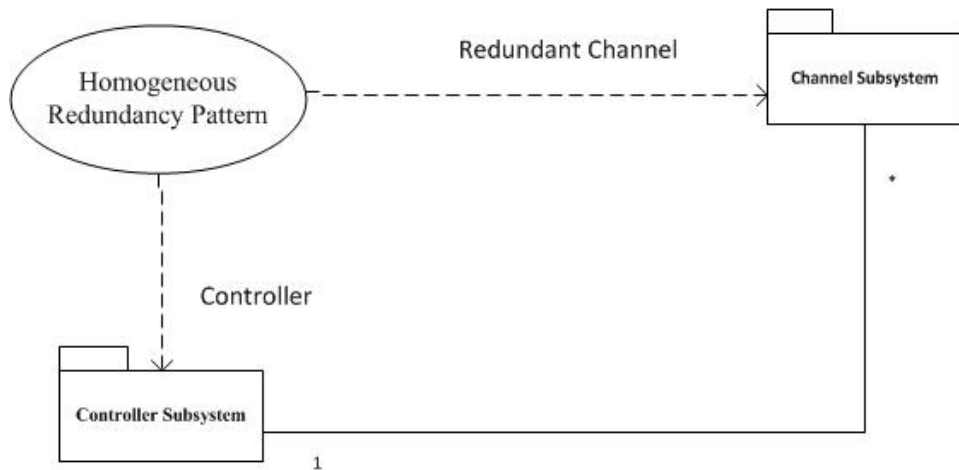 Homogeneous
Redundancy Pattern
Redundant Channel
Channel Subsystem
*
Controller
Controller Subsystem
1